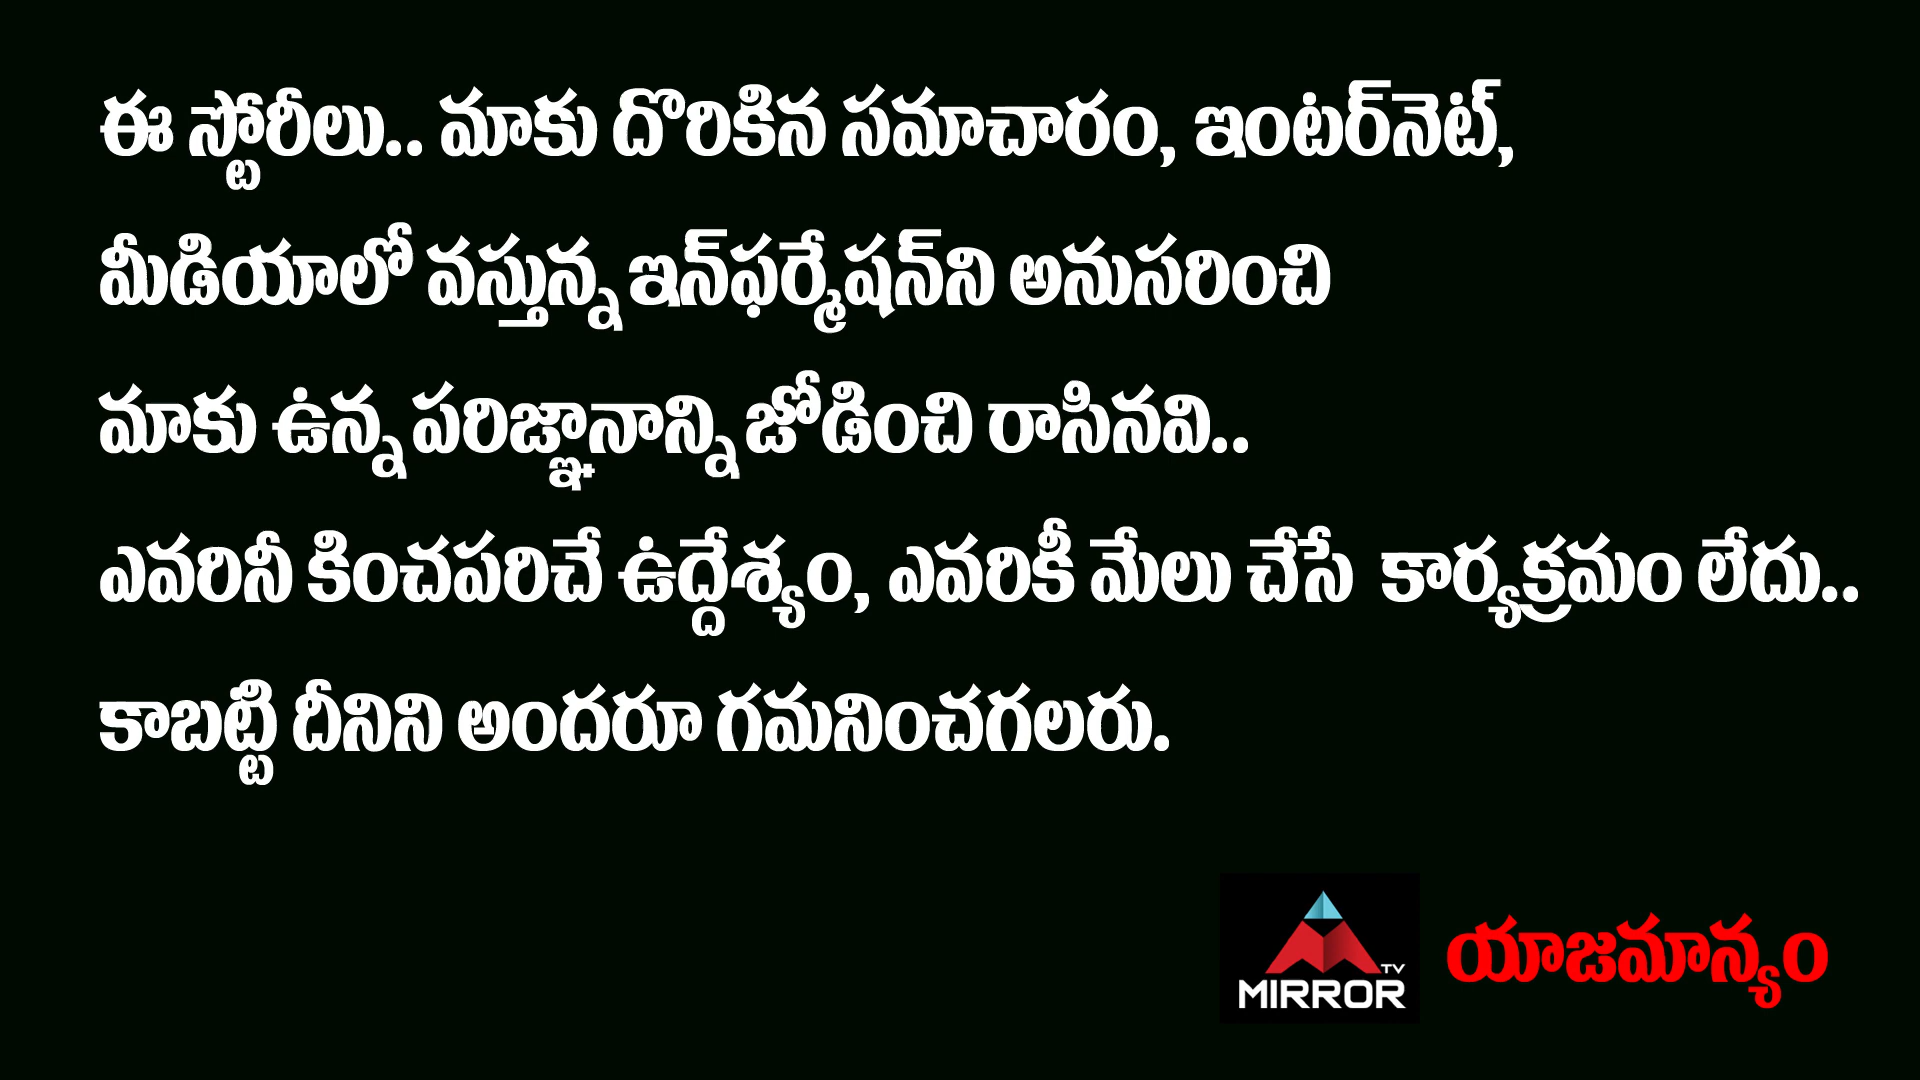 ఈ స్టోరీలు.. మాకు దొరికిన సమాచారం, ఇంటర్‌నెట్,
మీడియాలో వస్తున్న ఇన్‌ఫర్మేషన్‌ని అనుసరించి
మాకు ఉన్న పరిజ్ఞానాన్ని జోడించి రాసినవి..
ఎవరినీ కించపరిచే ఉద్దేశ్యం, ఎవరికీ మేలు చేసే కార్యక్రమం లేదు..
కాబట్టి దీనిని అందరూ గమనించగలరు.
TV
MIRROR
యాజమాన్యం